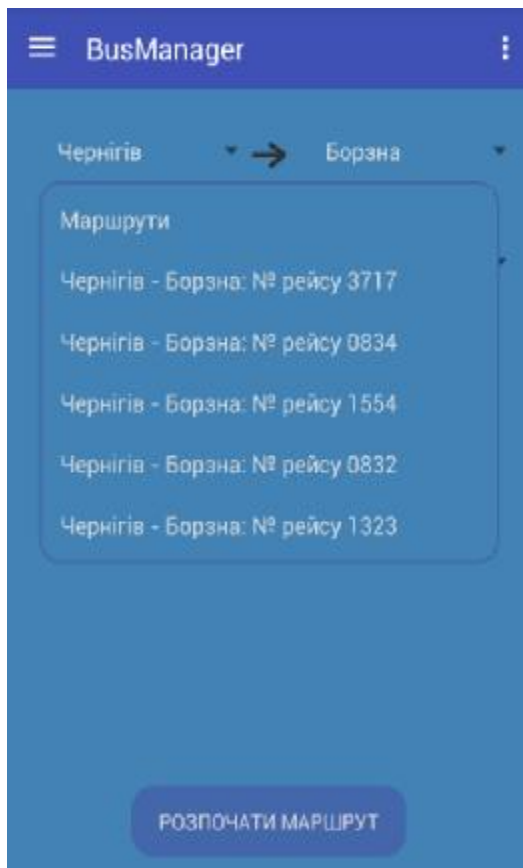 BusManager
Чернігів Борзна
Маршрути
Чернігів - Борзна: № рейсу 3717
Чернігів - Борзна: № рейсу 0834
Чернігів - Борзна: № рейсу 1554
Чернігів - Борзна: № рейсу 0832
Чернігів - Борзна: № рейсу 1323
РОЗПОЧАТИ МАРШРУТ